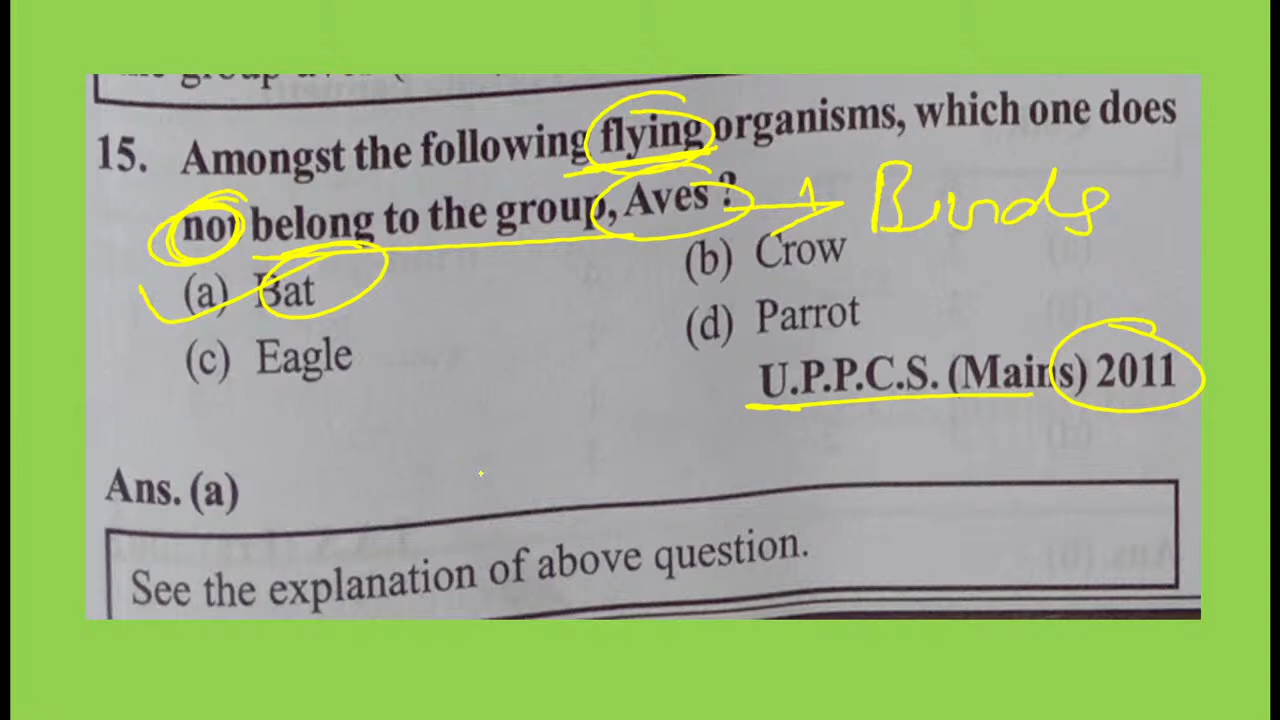 15. Amongst the following flying organisms, which one does
not belong to the group, Aves ? Birds
(a) Bat (b) Crow
(c) Eagle (d) Parrot
U.P.P.C.S. (Mains) 2011
Ans. (a)
See the explanation of above question.